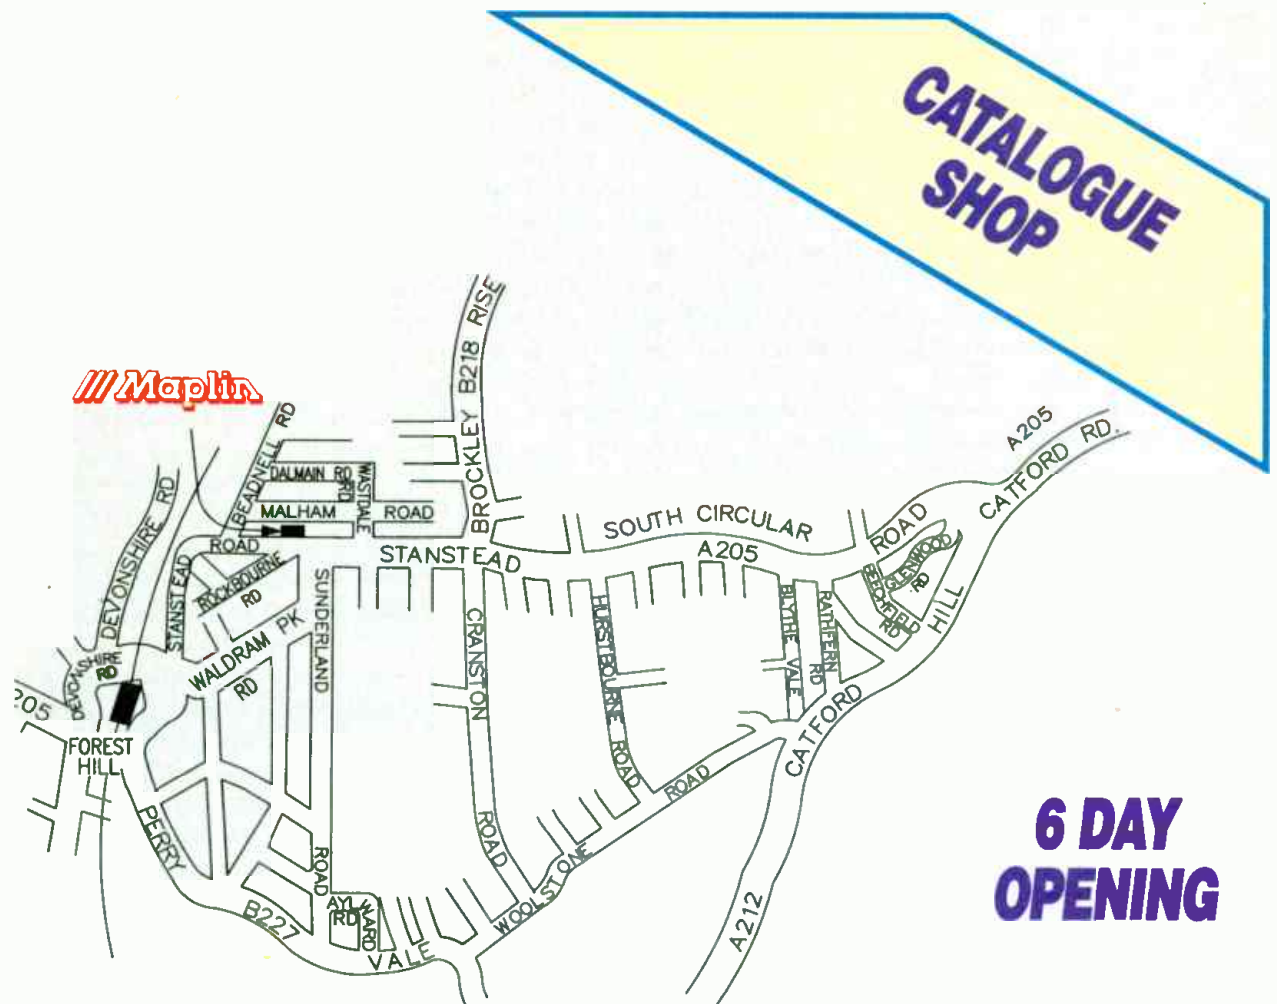 CATALOGUE
SHOP
Maplin
BROCKLEY B218 RISE
A205
CATFORD RD.
BEADNELL RD
DALMAIN RD
WASTDALE
RD
MALHAM ROAD
DEVONSHIRE RD
SOUTH CIRCULAR
ROAD
STANSTEAD
A205
STANSTEAD
ROAD
ROCKBOURNE
RD
GLENWOOD
RD
BEECHFIELD
RD
HILL
SUNDERLAND
ROAD
CRANSTON
ROAD
HURSTBOURNE ROAD
BLYTHE VALE
RATHFERN
RD
WALDRAM PK
RD
DEVONSHIRE
RD
205
FOREST
HILL
CATFORD
ROAD
WOOLSTONE
PERRY
B227
VALE
AYLWARD
RD
A212
6 DAY
OPENING